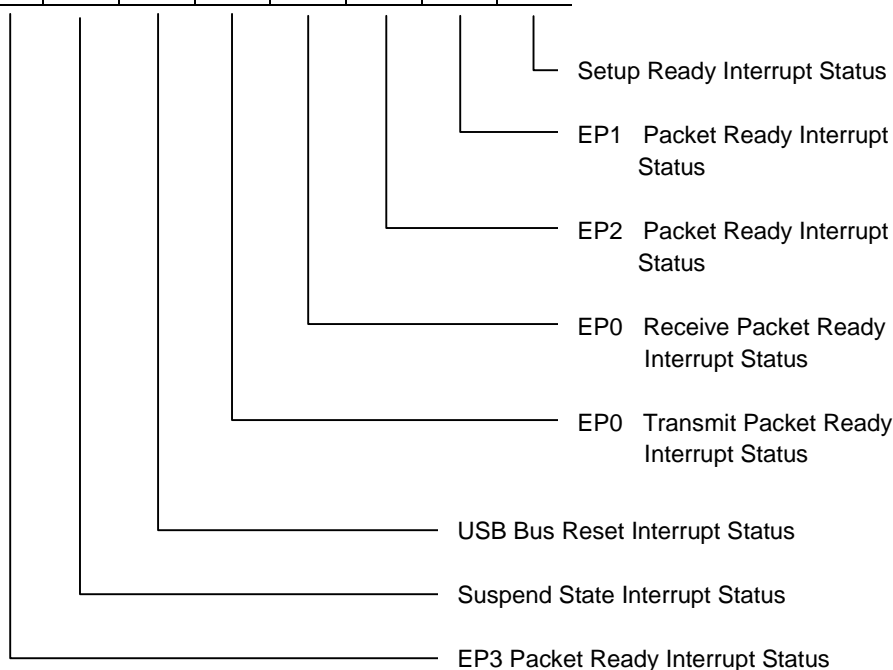 Setup Ready Interrupt Status
EP1 Packet Ready Interrupt
Status
EP2 Packet Ready Interrupt
Status
EP0 Receive Packet Ready
Interrupt Status
EP0 Transmit Packet Ready
Interrupt Status
USB Bus Reset Interrupt Status
Suspend State Interrupt Status
EP3 Packet Ready Interrupt Status